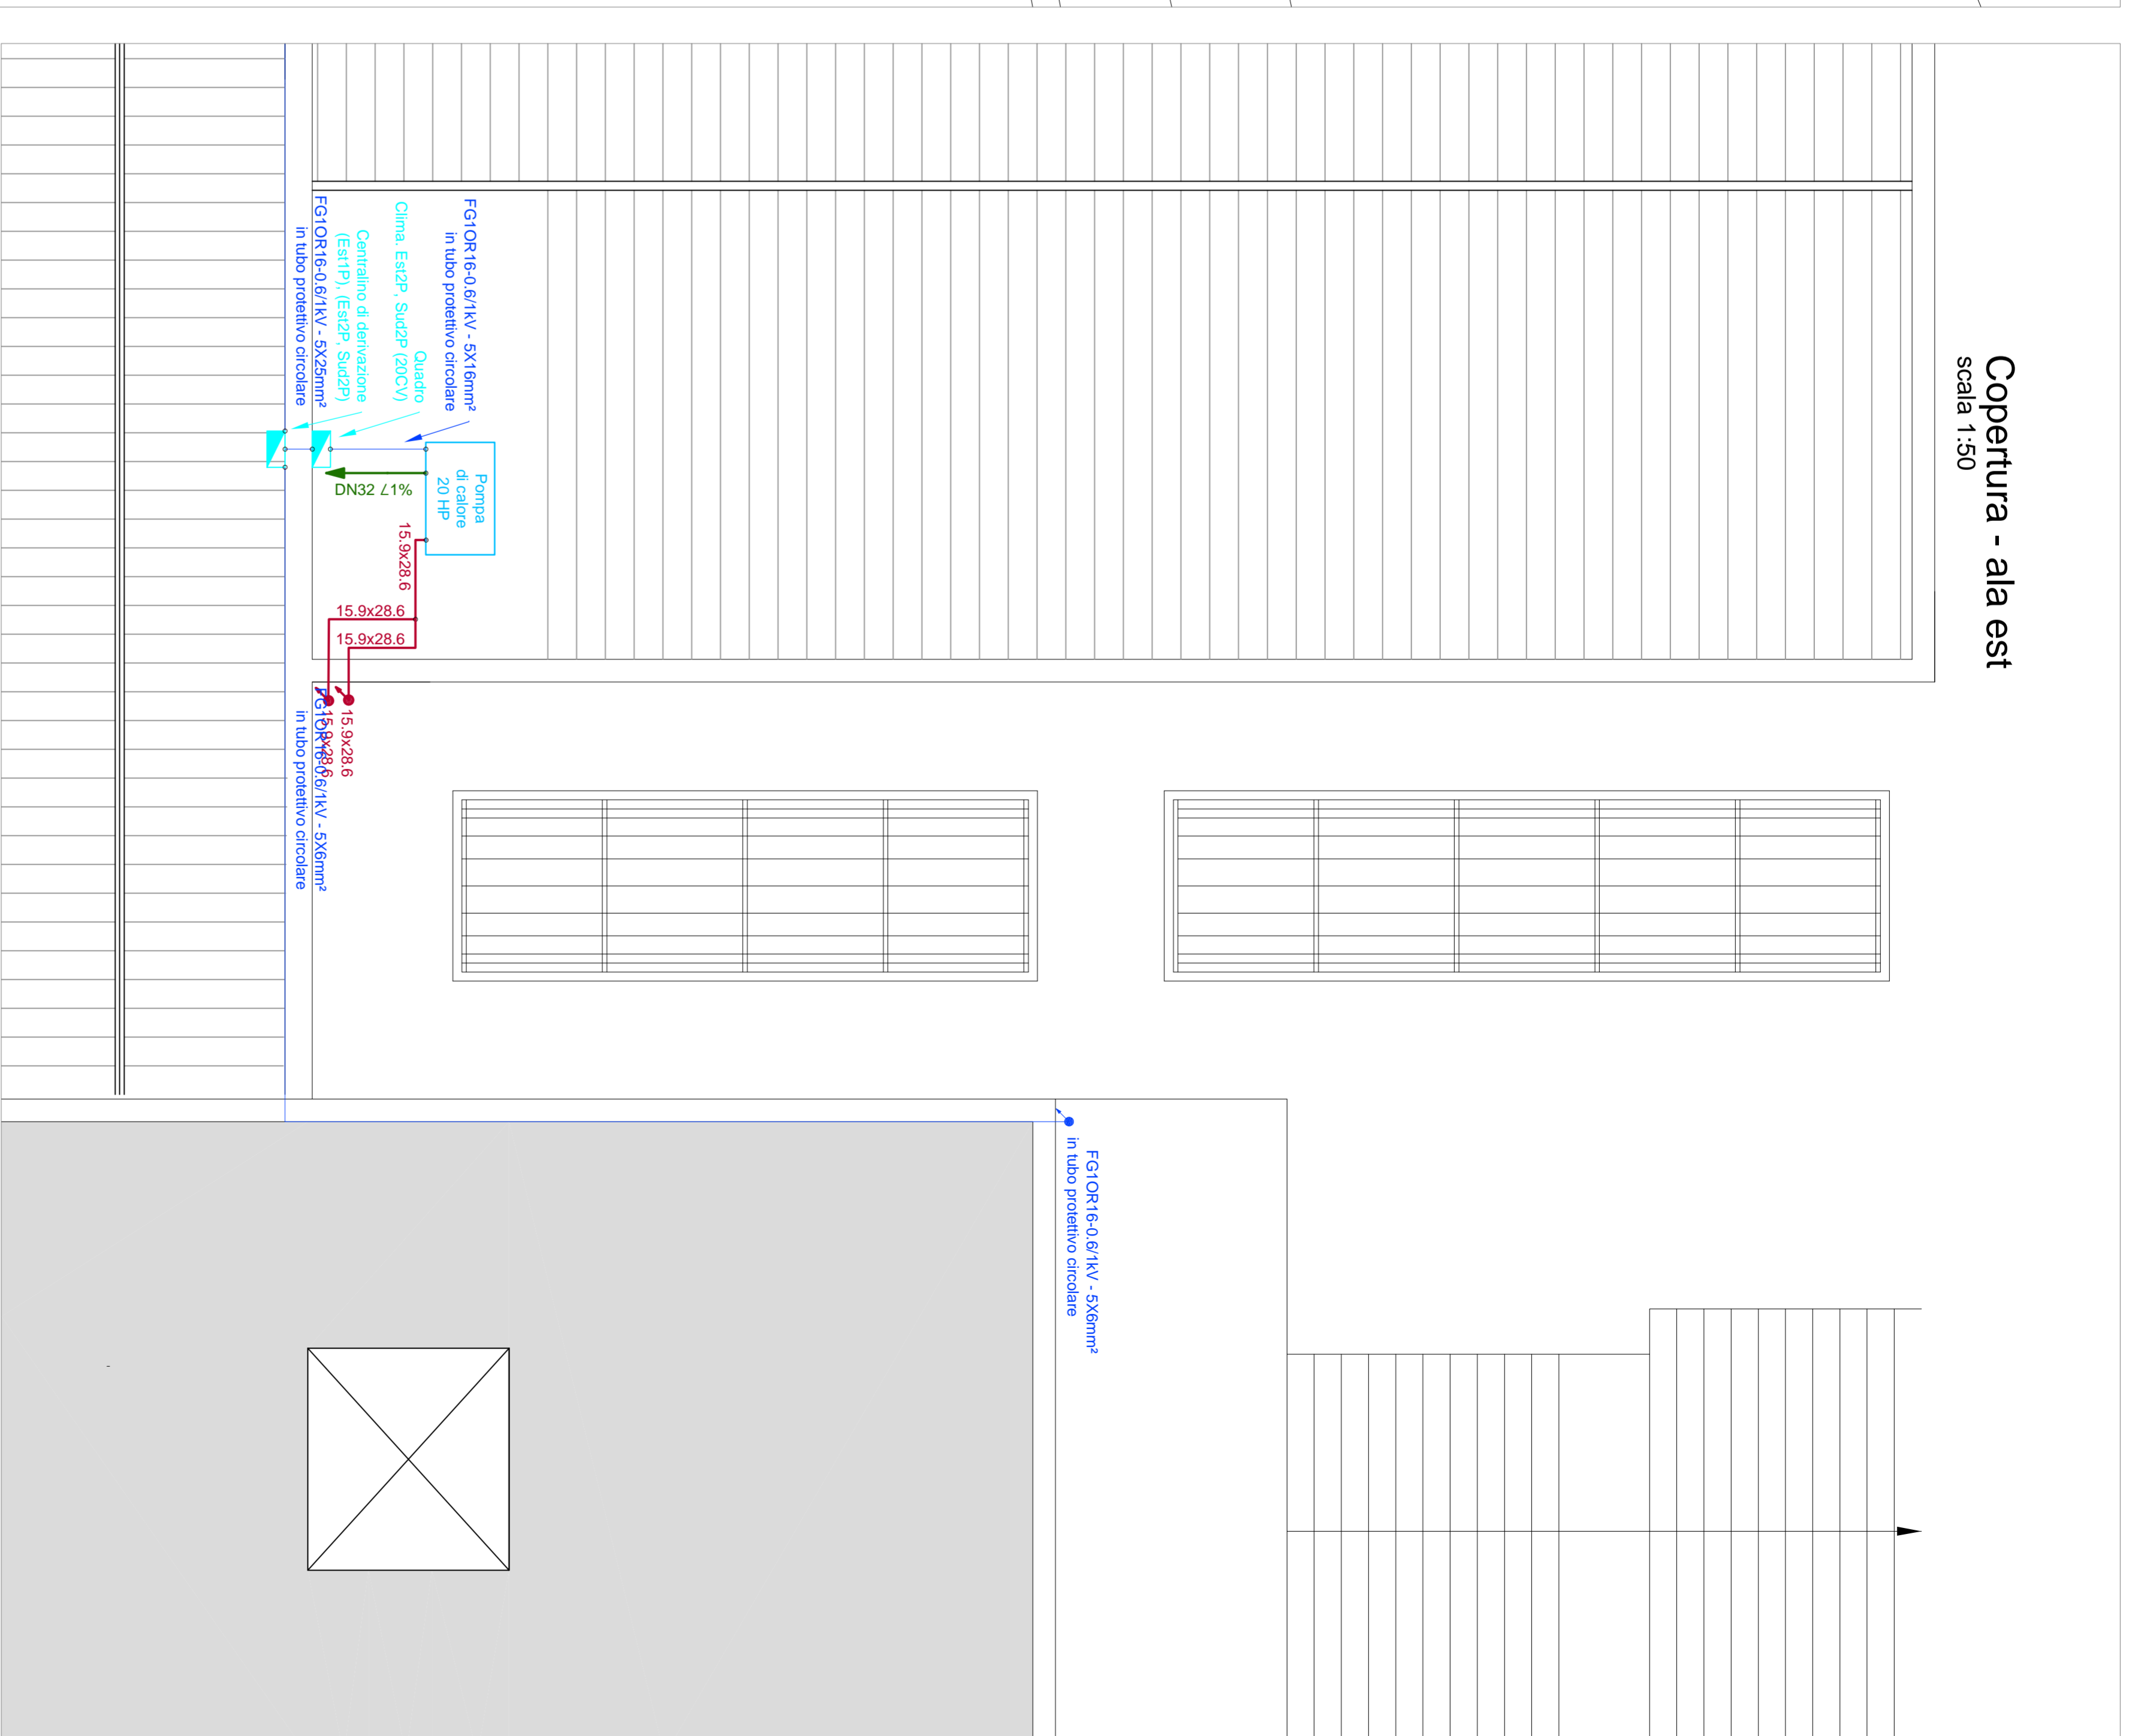 Copertura - ala est
scala 1:50
FG1OR16-0.6/1kV - 5X16mm²
in tubo protettivo circolare
Quadro
Clima. Est2P, Sud2P (20CV)
Centralino di derivazione
(Est1P), (Est2P, Sud2P)
FG1OR16-0.6/1kV - 5X25mm²
in tubo protettivo circolare
Pompa
di calore
20 HP
DN32 ∠1%
15.9x28.6
15.9x28.6
15.9x28.6
15.9x28.6
15.9x28.6
FG1OR16-0.6/1kV - 5X6mm²
in tubo protettivo circolare
FG1OR16-0.6/1kV - 5X6mm²
in tubo protettivo circolare